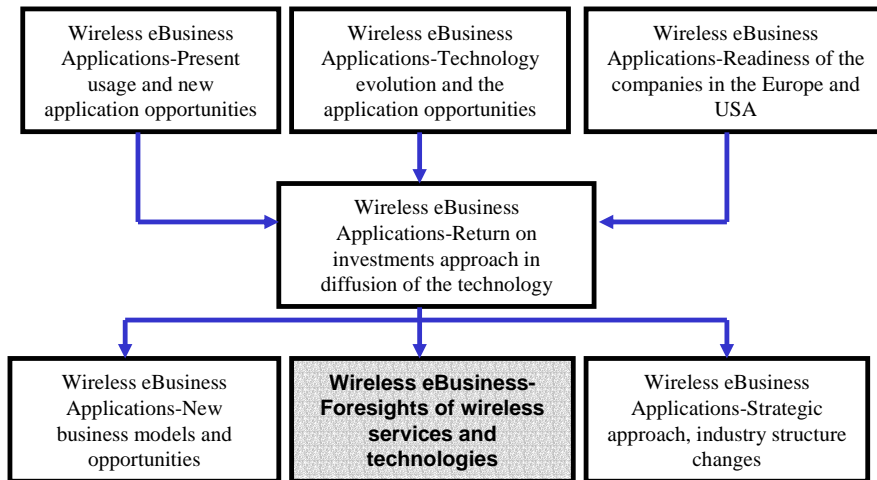 Wireless eBusiness
Applications-Present
usage and new
application opportunities
Wireless eBusiness
Applications-Technology
evolution and the
application opportunities
Wireless eBusiness
Applications-Readiness of the
companies in the Europe and
USA
Wireless eBusiness
Applications-Return on
investments approach in
diffusion of the technology
Wireless eBusiness
Applications-New
business models and
opportunities
Wireless eBusiness-
Foresights of wireless
services and
technologies
Wireless eBusiness
Applications-Strategic
approach, industry structure
changes